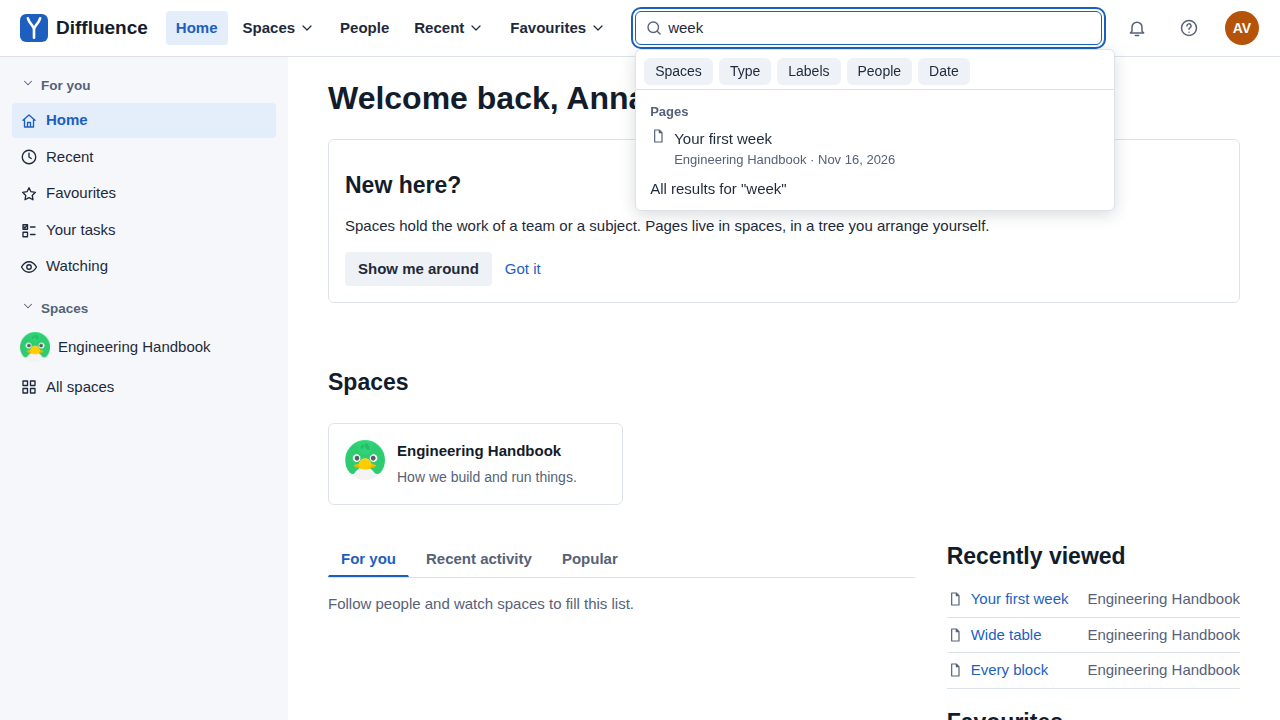 Diffluence
Home
Spaces
People
Recent
Favourites
week
AV
Spaces
Type
Labels
People
Date
Pages
Your first week
Engineering Handbook · Nov 16, 2026
All results for "week"
For you
Home
Recent
Favourites
Your tasks
Watching
Spaces
Engineering Handbook
All spaces
Welcome back, Anna
New here?
Spaces hold the work of a team or a subject. Pages live in spaces, in a tree you arrange yourself.
Show me around
Got it
Spaces
Engineering Handbook
How we build and run things.
For you
Recent activity
Popular
Follow people and watch spaces to fill this list.
Recently viewed
Your first week Engineering Handbook
Wide table Engineering Handbook
Every block Engineering Handbook
Favourites